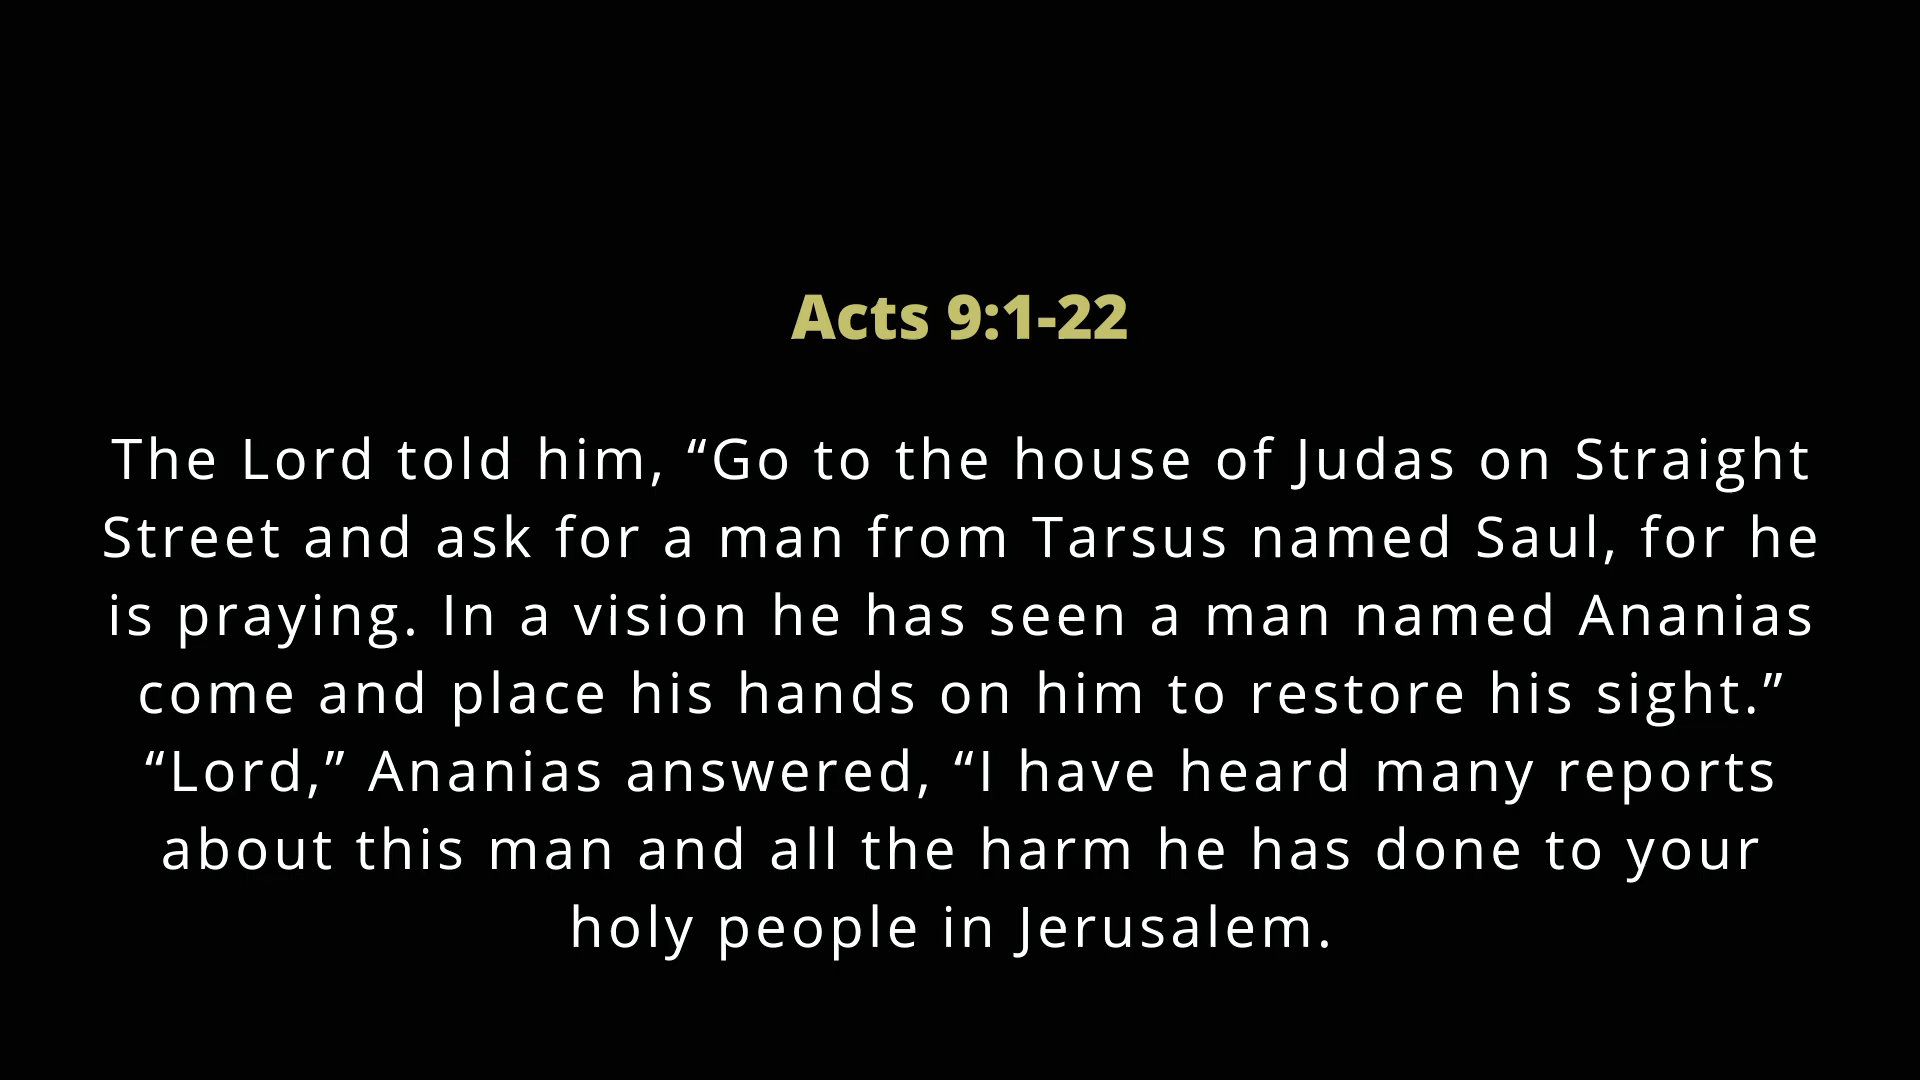 Acts 9:1-22
The Lord told him, “Go to the house of Judas on Straight
Street and ask for a man from Tarsus named Saul, for he
is praying. In a vision he has seen a man named Ananias
come and place his hands on him to restore his sight.”
“Lord,” Ananias answered, “I have heard many reports
about this man and all the harm he has done to your
holy people in Jerusalem.